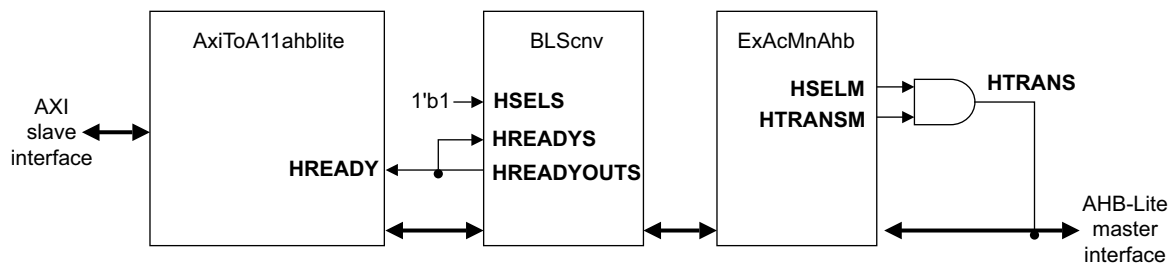 AxiToA11ahblite
BLScnv
ExAcMnAhb
AXI
slave
interface
1'b1
HSELS
HREADYS
HREADY
HREADYOUTS
HSELM
HTRANSM
HTRANS
AHB-Lite
master
interface